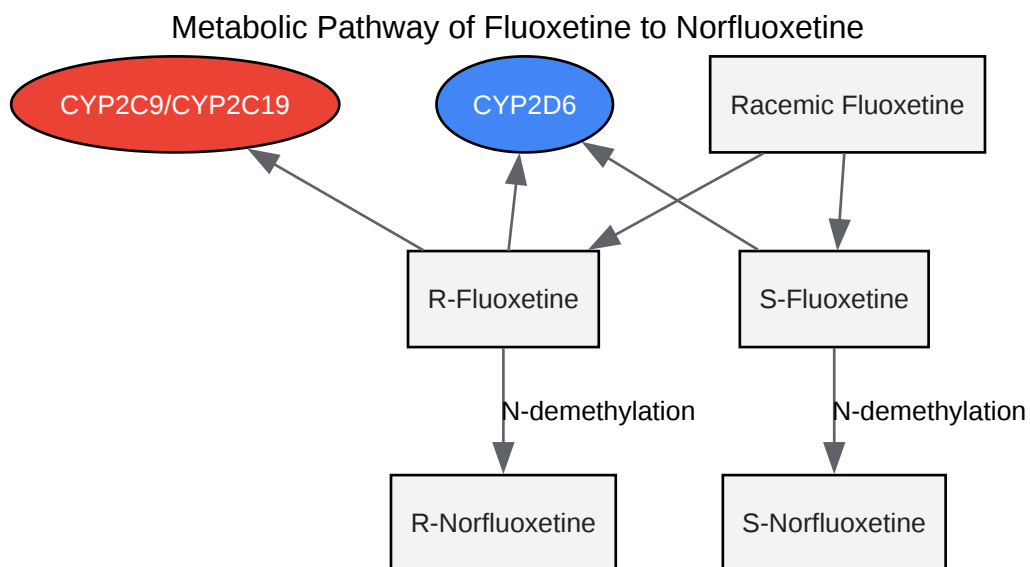 Metabolic Pathway of Fluoxetine to Norfluoxetine
CYP2C9/CYP2C19
CYP2D6
Racemic Fluoxetine
R-Fluoxetine
S-Fluoxetine
N-demethylation
N-demethylation
R-Norfluoxetine
S-Norfluoxetine